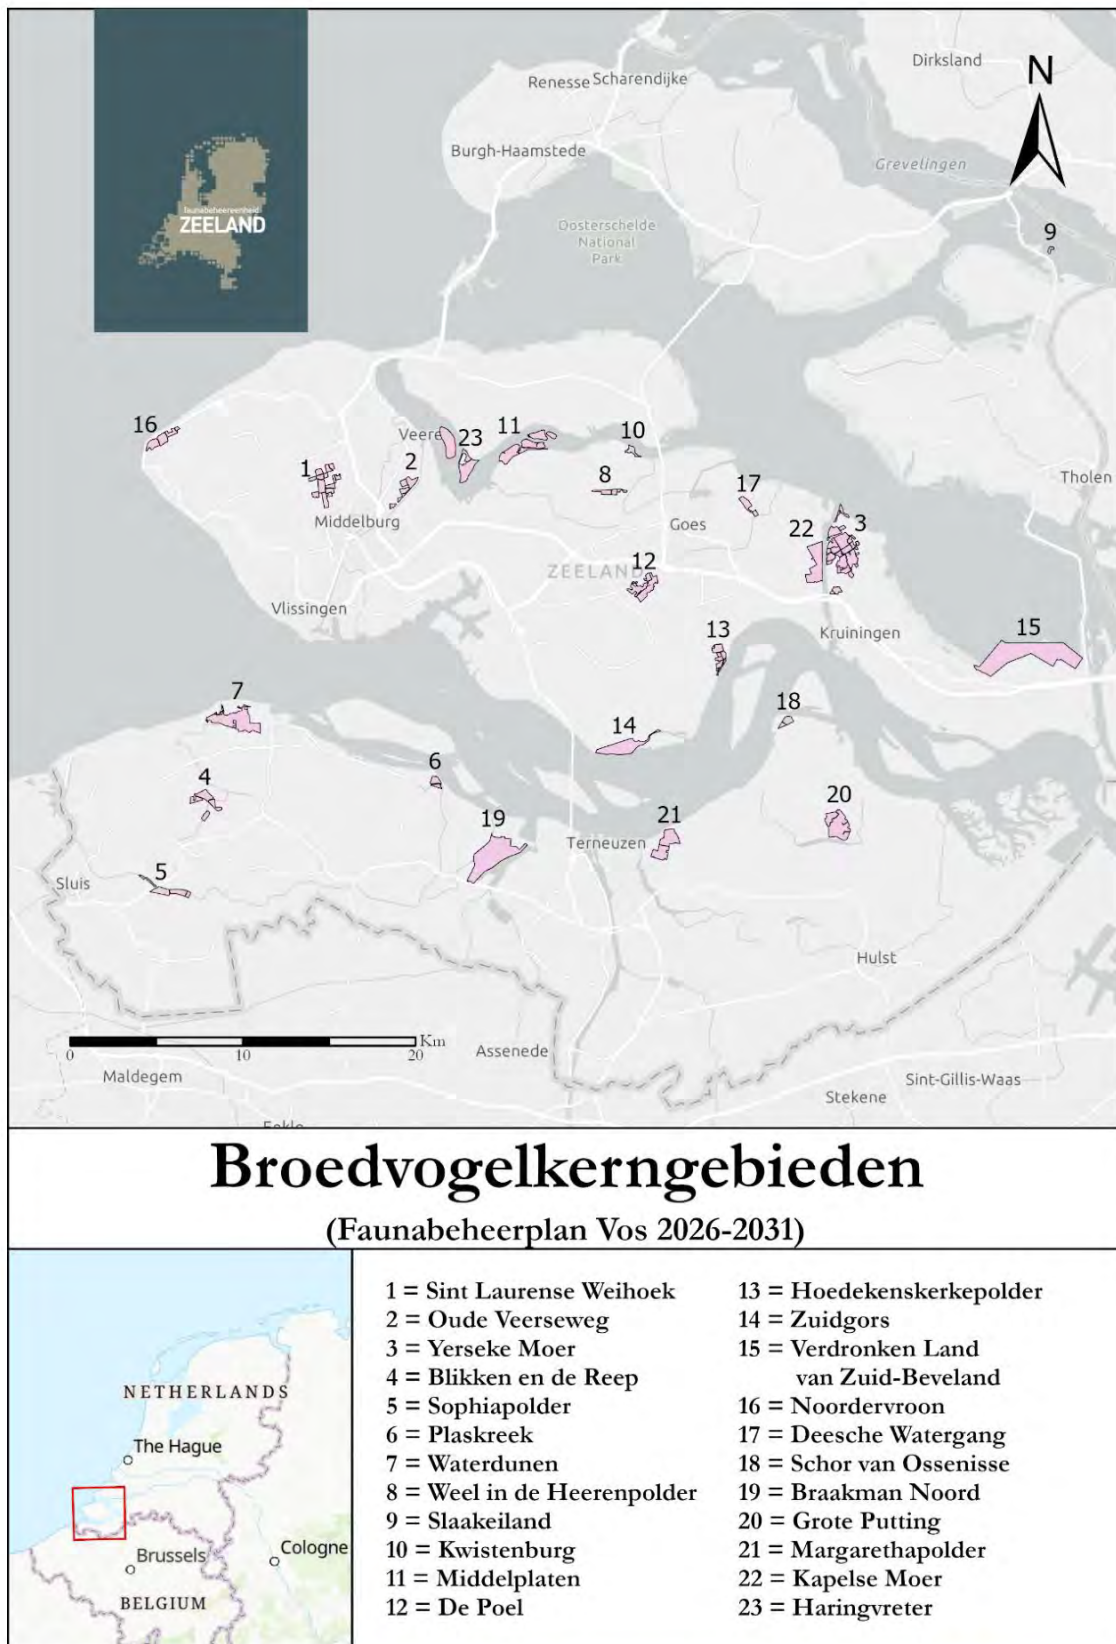 faunabeheereenheid
ZEELAND
Renesse
Scharendijke
Dirksland
N
Burgh-Haamstede
Grevelingen
Oosterschelde
National
Park
9
16
Veere
23
11
10
1
2
8
17
Tholen
Middelburg
Goes
22
3
ZEELAND
12
Vlissingen
13
Kruiningen
15
7
18
14
6
4
19
Terneuzen
21
20
Sluis
5
Hulst
0
10
20
Km
Assenede
Maldegem
Sint-Gillis-Waas
Stekene
Broedvogelkerngebieden
(Faunabeheerplan Vos 2026-2031)
NETHERLANDS
The Hague
Brussels
Cologne
BELGIUM
1 = Sint Laurense Weihoek
2 = Oude Veerseweg
3 = Yerseke Moer
4 = Blikken en de Reep
5 = Sophiapolder
6 = Plaskreek
7 = Waterdunen
8 = Weel in de Heerenpolder
9 = Slaakeiland
10 = Kwistenburg
11 = Middelplaten
12 = De Poel
13 = Hoedekenskerkepolder
14 = Zuidgors
15 = Verdronken Land
van Zuid-Beveland
16 = Noordervroon
17 = Deesche Watergang
18 = Schor van Ossenisse
19 = Braakman Noord
20 = Grote Putting
21 = Margarethapolder
22 = Kapelse Moer
23 = Haringvreter